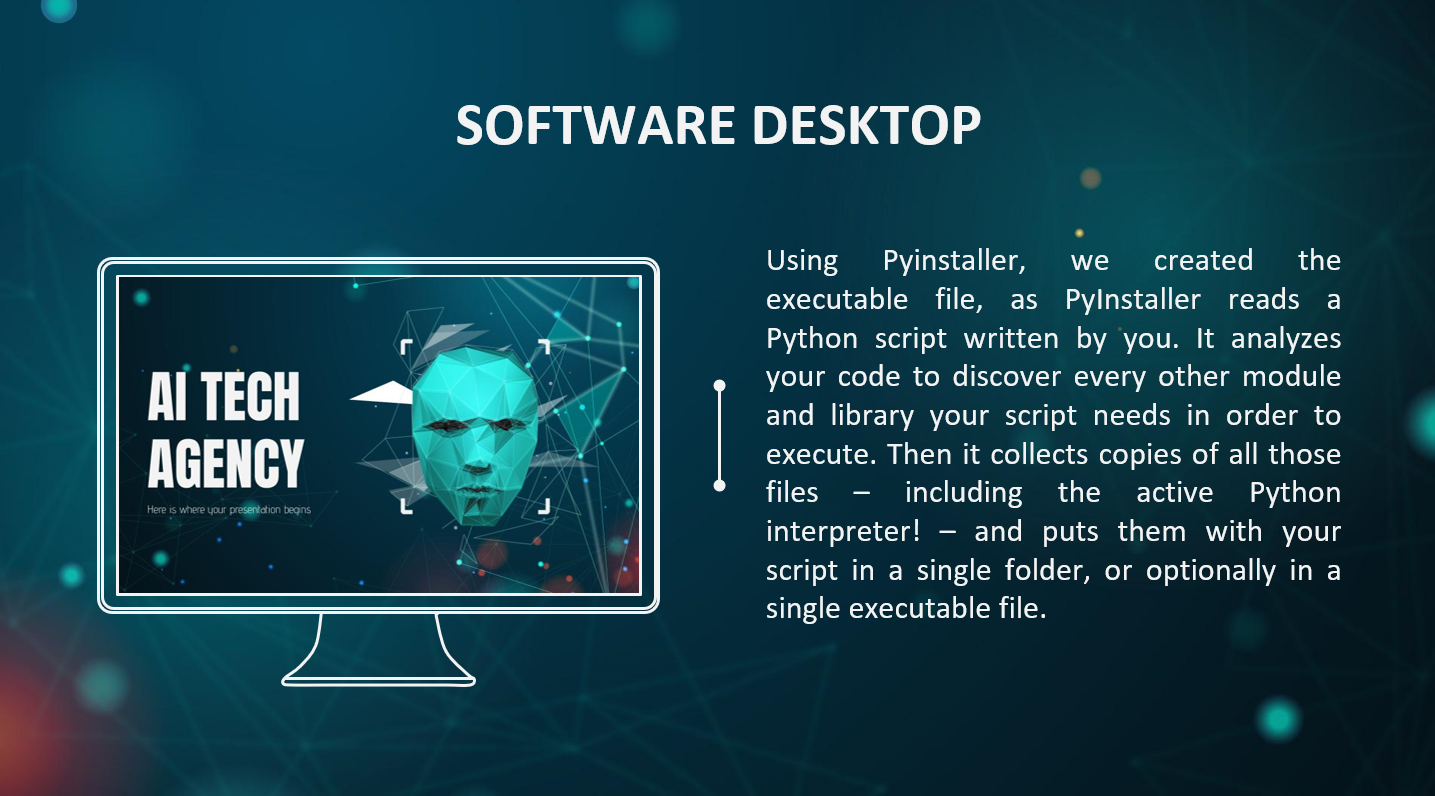 SOFTWARE DESKTOP
AI TECH
AGENCY
Here is where your presentation begins
Using Pyinstaller, we created the
executable file, as PyInstaller reads a
Python script written by you. It analyzes
your code to discover every other module
and library your script needs in order to
execute. Then it collects copies of all those
files – including the active Python
interpreter! – and puts them with your
script in a single folder, or optionally in a
single executable file.